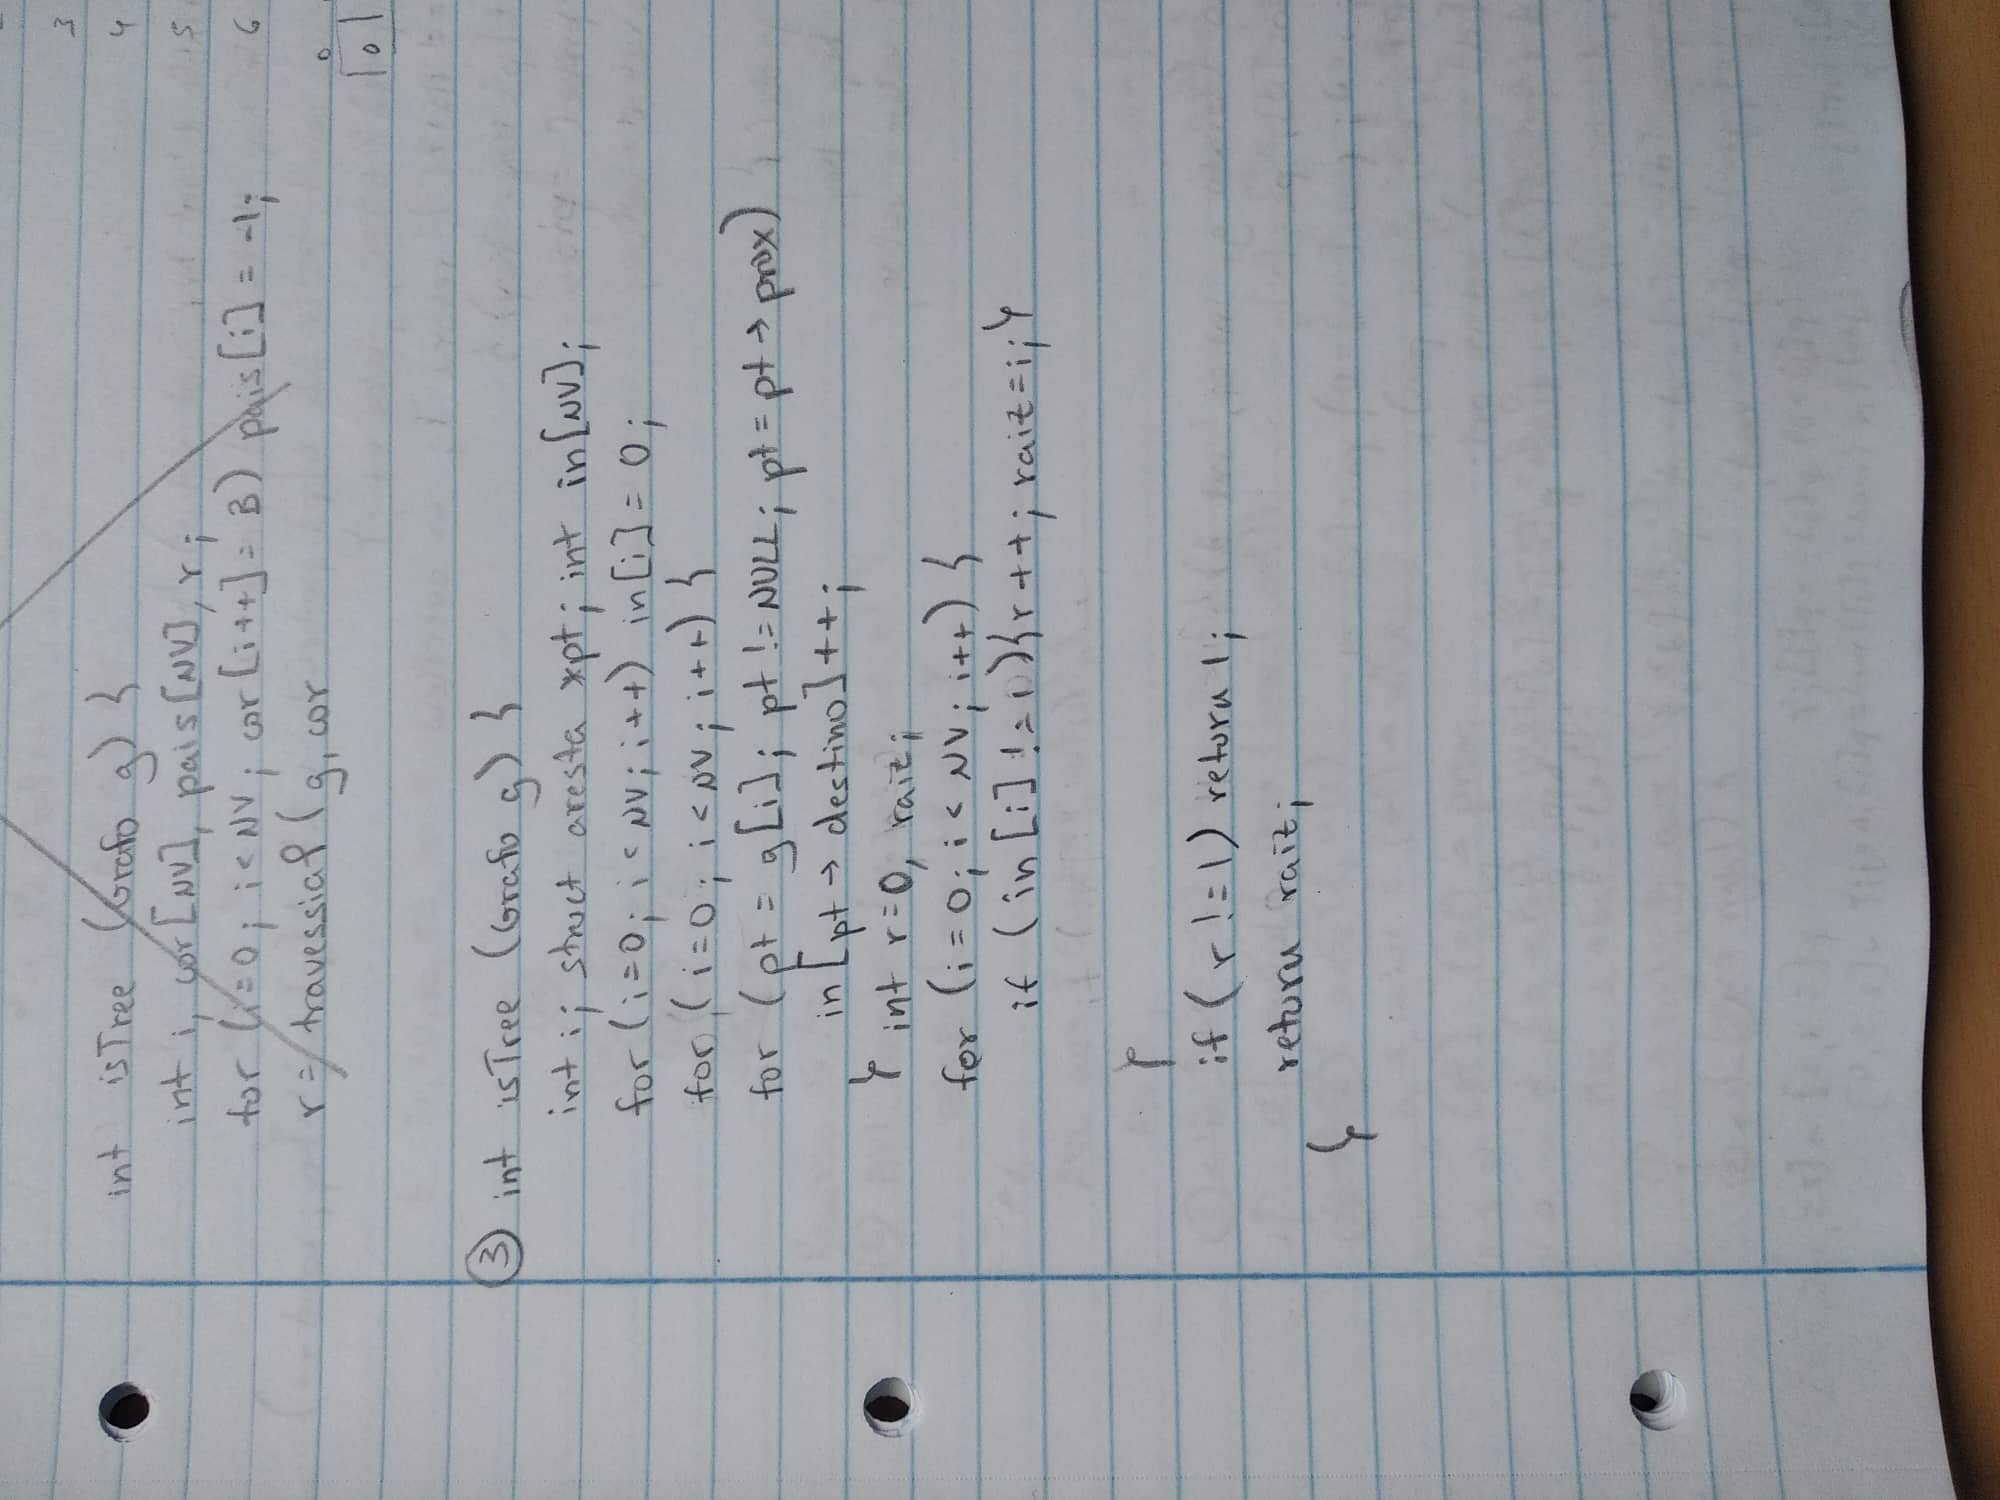 3
4
5
6
0
0
int isTree (Grafo g) {
int i, cor[NV], pais[NV], r;
for (i=0; i<NV; cor[i++]=B) pais[i]=-1;
r=travessiaP(g, cor
③ int isTree (Grafo g) {
int i; struct aresta *pt; int in[NV];
for (i=0; i<NV; i++) in[i]=0;
for (i=0; i<NV; i++) {
for (pt = g[i]; pt != NULL; pt = pt → prox)
in[pt → destino]++;
} int r=0, raiz;
for (i=0; i<NV; i++) {
if (in[i] != 1) { r++; raiz=i; }
}
if (r != 1) return 1;
return raiz;
}